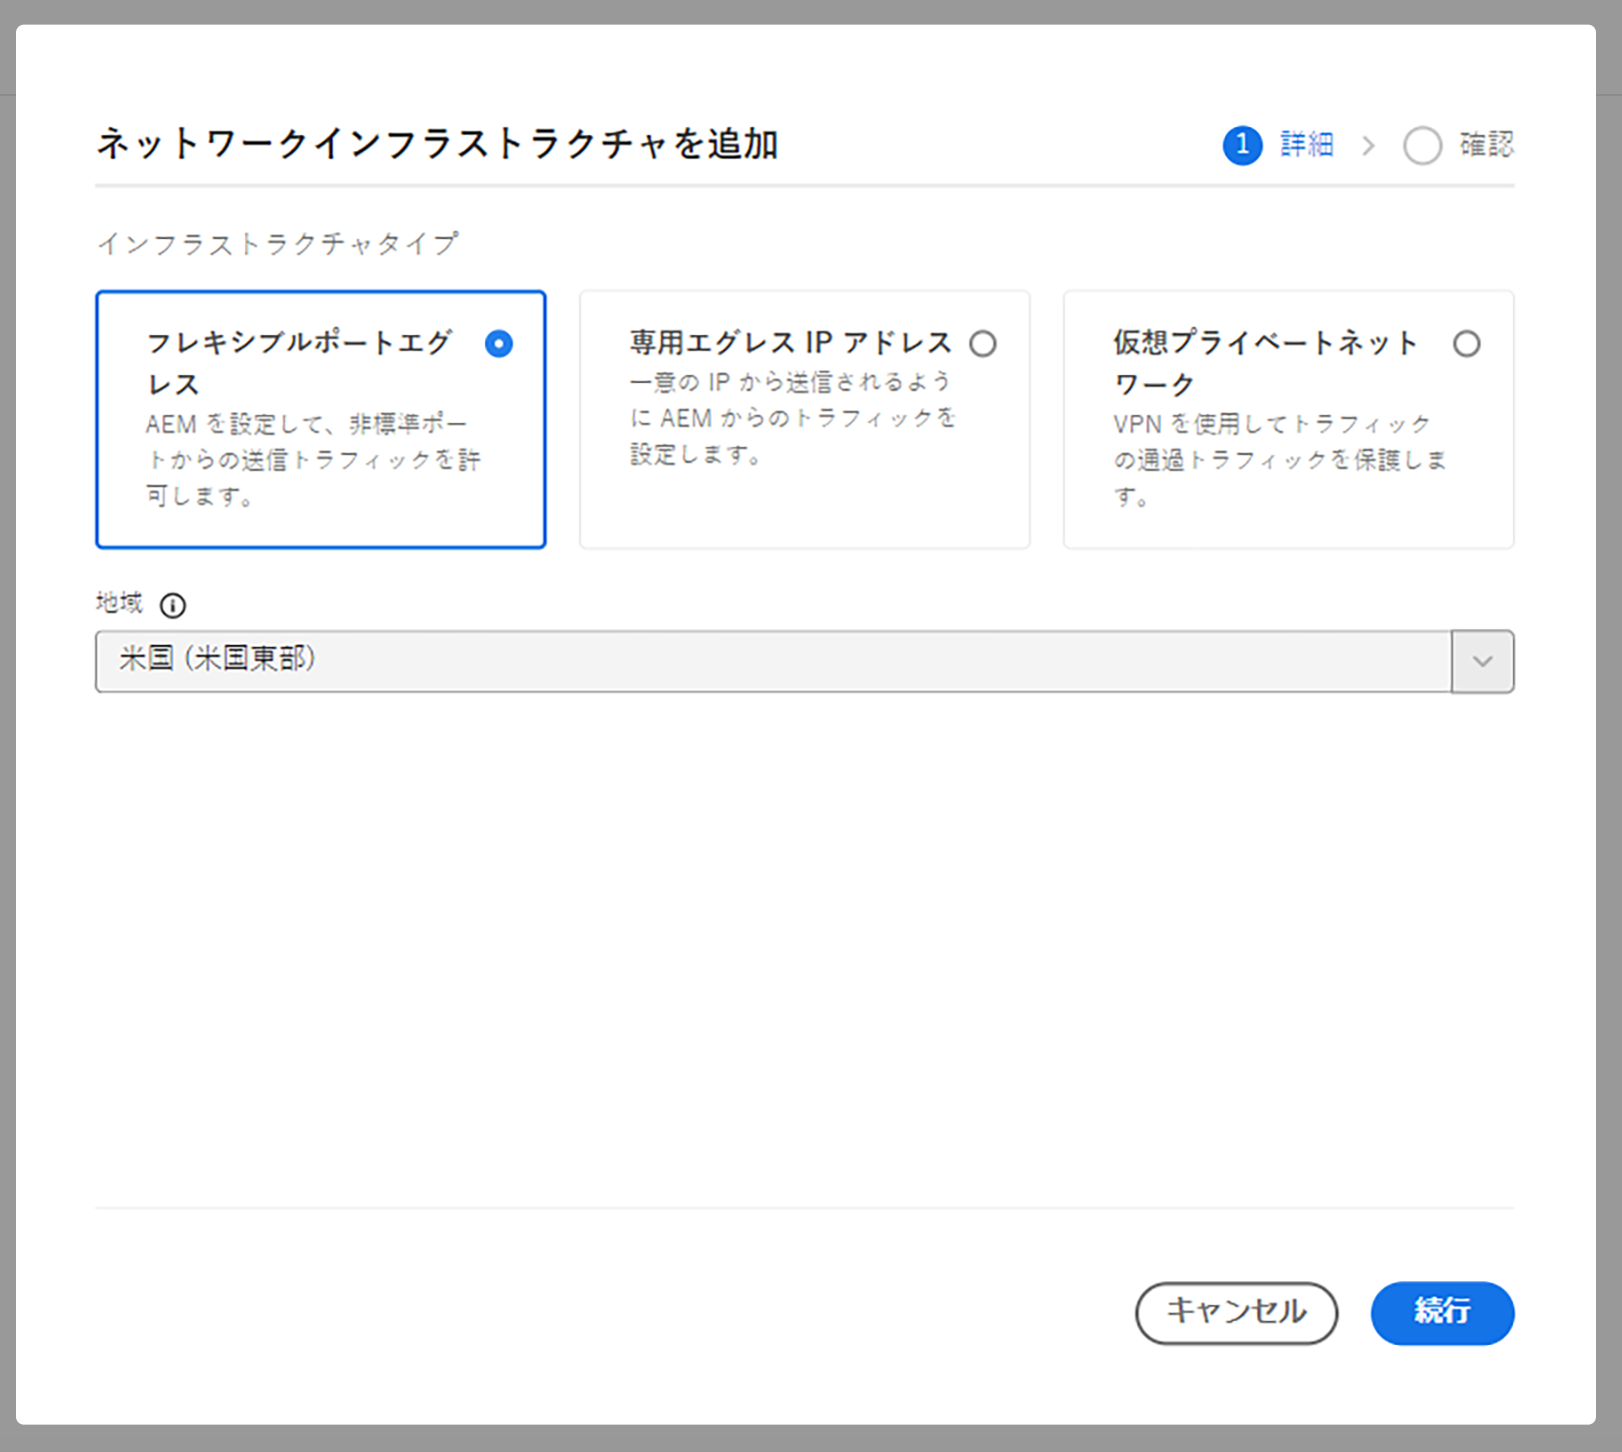 ネットワークインフラストラクチャを追加
1 詳細 確認
インフラストラクチャタイプ
フレキシブルポートエグ
レス
AEM を設定して、非標準ポー
トからの送信トラフィックを許
可します。
専用エグレス IP アドレス
一意の IP から送信されるよう
に AEM からのトラフィックを
設定します。
仮想プライベートネット
ワーク
VPN を使用してトラフィック
の通過トラフィックを保護しま
す。
地域
米国 (米国東部)
キャンセル 続行